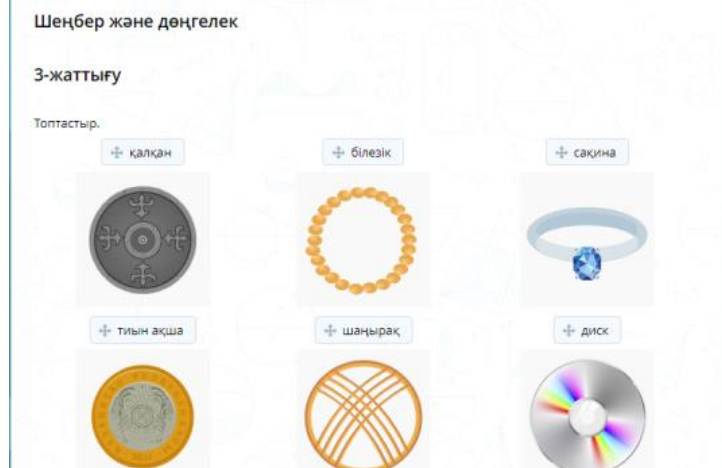 Шеңбер және дөңгелек
3-жаттығу
Топтастыр.
қалқан
білезік
сақина
тиын ақша
шаңырақ
диск